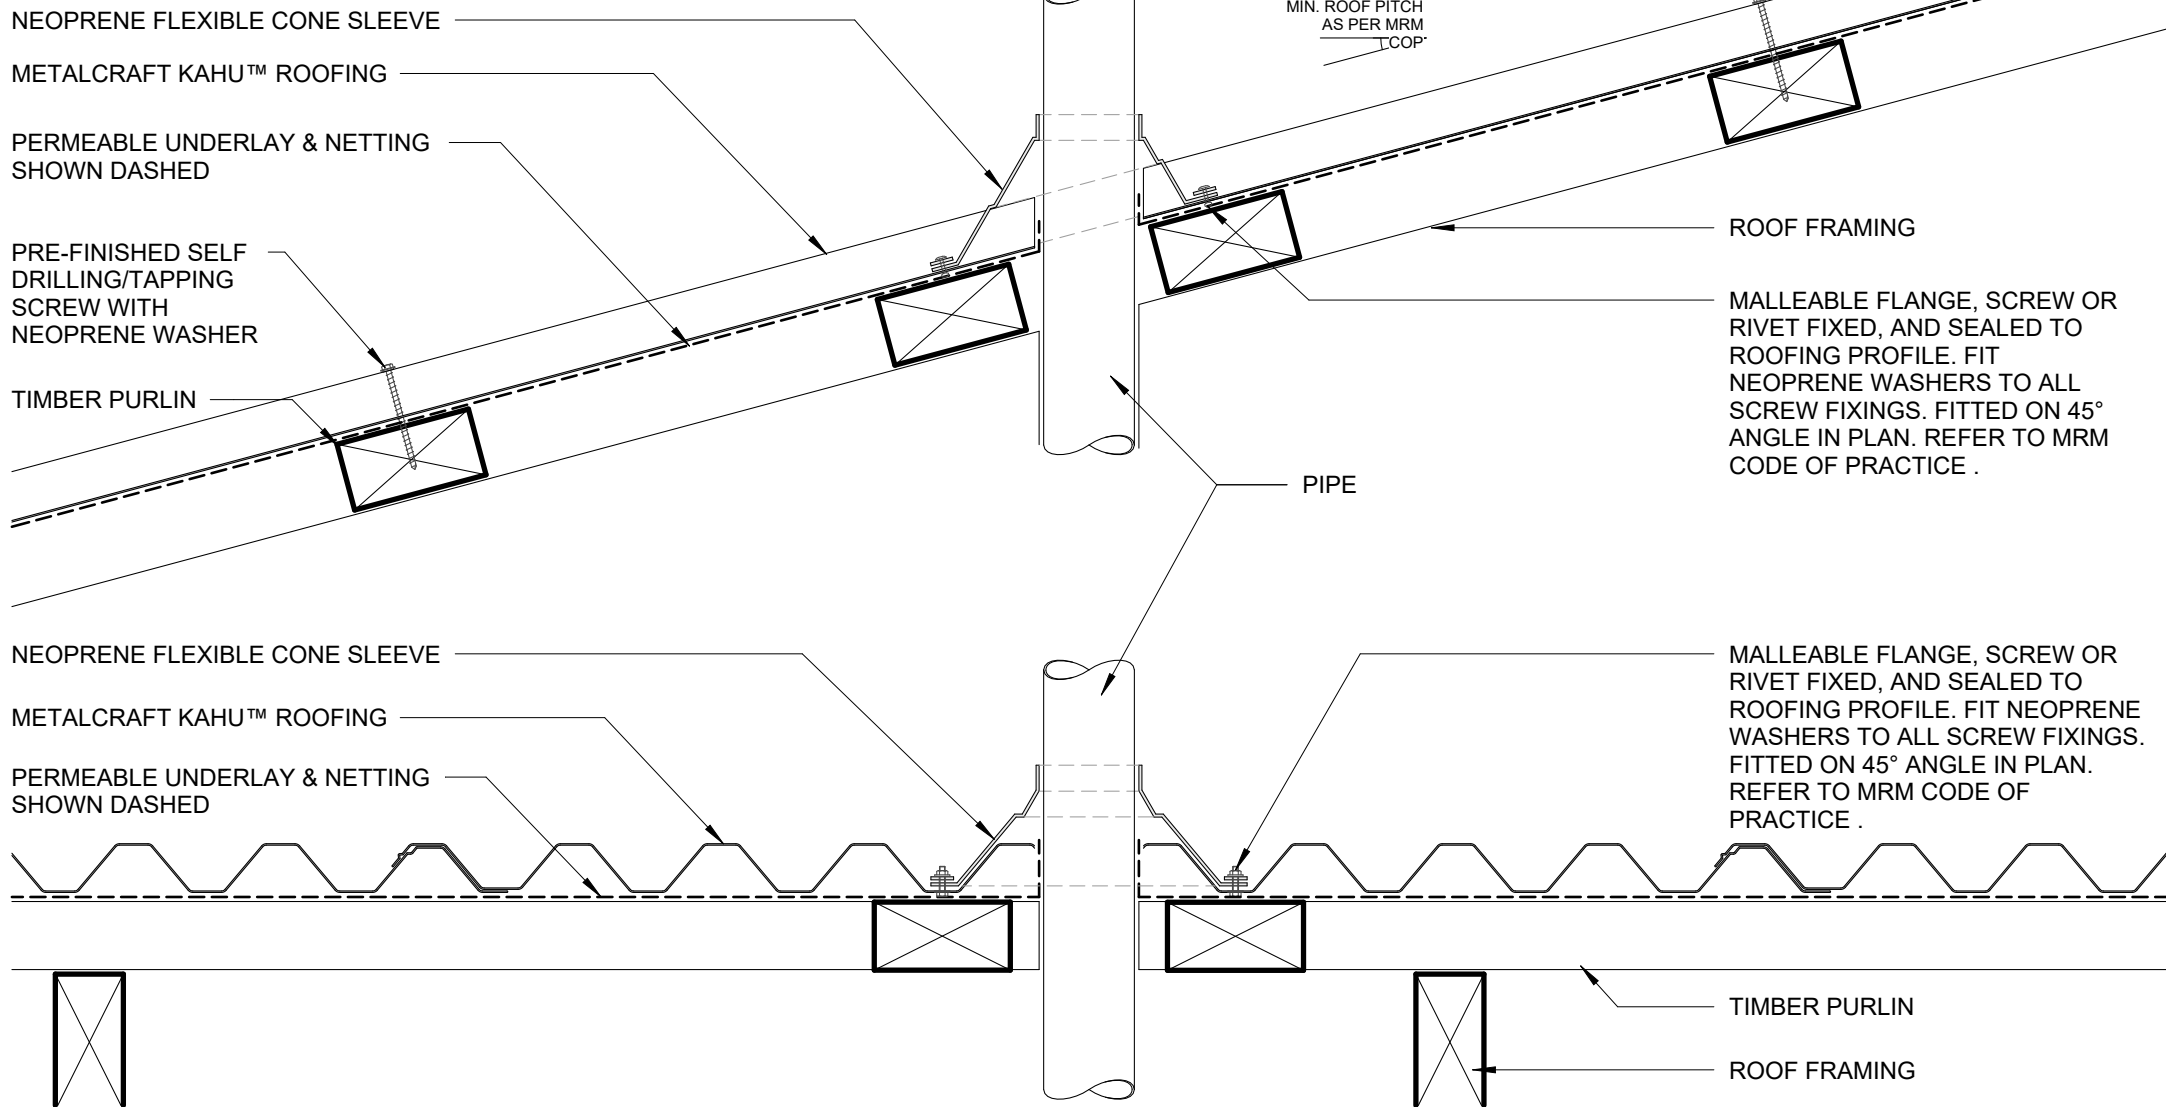 NEOPRENE FLEXIBLE CONE SLEEVE
METALCRAFT KAHU™ ROOFING
PERMEABLE UNDERLAY & NETTING
SHOWN DASHED
PRE-FINISHED SELF
DRILLING/TAPPING
SCREW WITH
NEOPRENE WASHER
TIMBER PURLIN
MIN. ROOF PITCH
AS PER MRM
COP
ROOF FRAMING
MALLEABLE FLANGE, SCREW OR
RIVET FIXED, AND SEALED TO
ROOFING PROFILE. FIT
NEOPRENE WASHERS TO ALL
SCREW FIXINGS. FITTED ON 45°
ANGLE IN PLAN. REFER TO MRM
CODE OF PRACTICE .
PIPE
NEOPRENE FLEXIBLE CONE SLEEVE
METALCRAFT KAHU™ ROOFING
PERMEABLE UNDERLAY & NETTING
SHOWN DASHED
MALLEABLE FLANGE, SCREW OR
RIVET FIXED, AND SEALED TO
ROOFING PROFILE. FIT NEOPRENE
WASHERS TO ALL SCREW FIXINGS.
FITTED ON 45° ANGLE IN PLAN.
REFER TO MRM CODE OF
PRACTICE .
TIMBER PURLIN
ROOF FRAMING